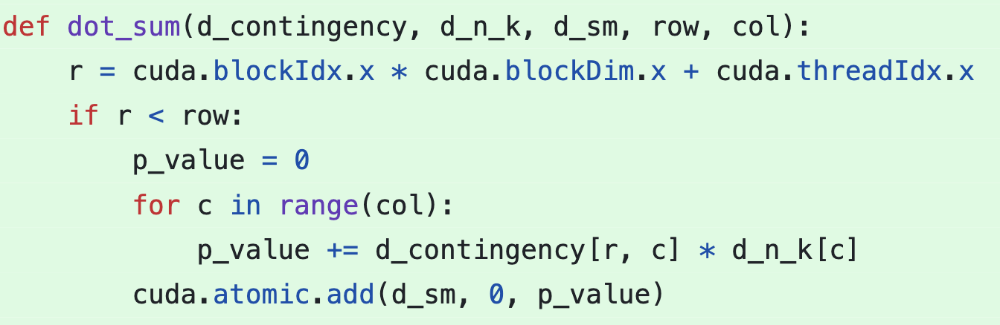 def dot_sum(d_contingency, d_n_k, d_sm, row, col):
    r = cuda.blockIdx.x * cuda.blockDim.x + cuda.threadIdx.x
    if r < row:
        p_value = 0
        for c in range(col):
            p_value += d_contingency[r, c] * d_n_k[c]
        cuda.atomic.add(d_sm, 0, p_value)